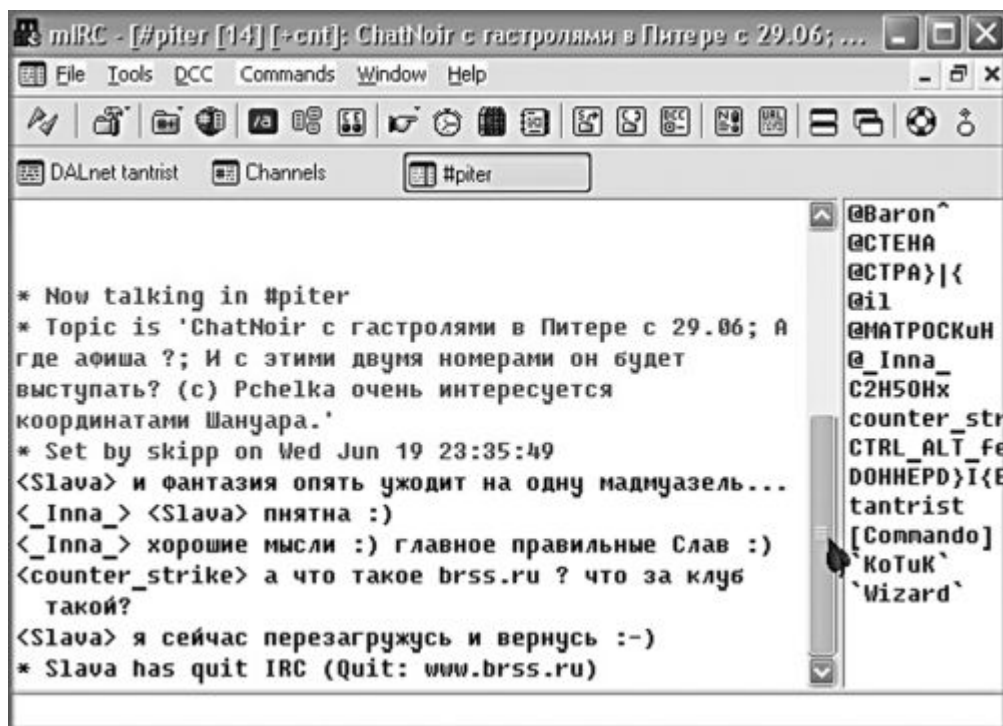 mIRC - [#piter [14] [+cnt]: ChatNoir с гастролями в Питере с 29.06; ...
File Tools DCC Commands Window Help
DALnet tantrist Channels #piter
* Now talking in #piter
* Topic is 'ChatNoir с гастролями в Питере с 29.06; А
где афиша ?; И с этими двумя номерами он будет
выступать? (c) Pchelka очень интересуется
координатами Шануара.'
* Set by skipp on Wed Jun 19 23:35:49
<Slava> и фантазия опять ужодит на одну мадмуазель...
<_Inna_> <Slava> пнятна :)
<_Inna_> хорошие мысли :) главное правильные Слав :)
<counter_strike> а что такое brss.ru ? что за клуб
такой?
<Slava> я сейчас перезагружусь и вернусь :-)
* Slava has quit IRC (Quit: www.brss.ru)
@Baron^
@CTEHA
@CTPA}|{
@il
@MATPOCKuH
@_Inna_
C2H5OHx
counter_str
CTRL_ALT_Fe
DOHHEPD}I{E
tantrist
[Commando]
`KoTuK`
`Wizard`